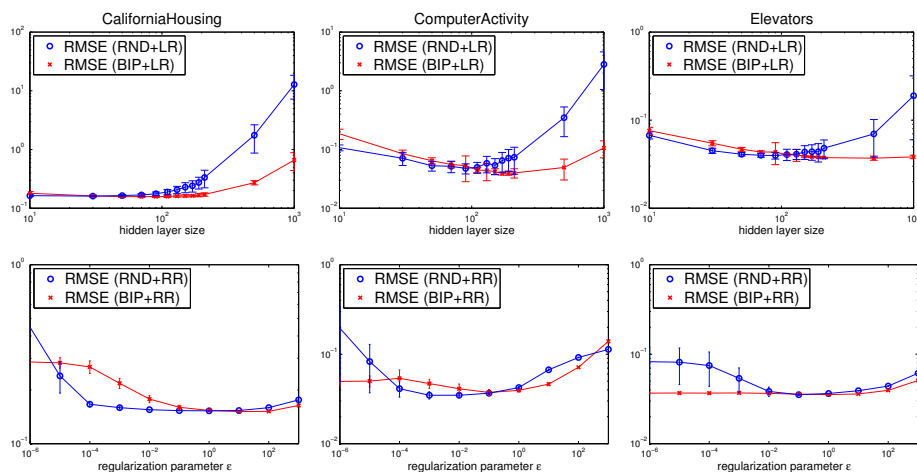 CaliforniaHousing
10^2
10^1
10^0
10^-1
RMSE (RND+LR)
RMSE (BIP+LR)
10^1
10^2
10^3
hidden layer size
ComputerActivity
10^1
10^0
10^-1
10^-2
RMSE (RND+LR)
RMSE (BIP+LR)
10^1
10^2
10^3
hidden layer size
Elevators
10^0
10^-1
10^-2
RMSE (RND+LR)
RMSE (BIP+LR)
10^1
10^2
10^3
hidden layer size
10^0
10^-1
RMSE (RND+RR)
RMSE (BIP+RR)
10^-6
10^-4
10^-2
10^0
10^2
regularization parameter ε
10^0
10^-1
10^-2
RMSE (RND+RR)
RMSE (BIP+RR)
10^-6
10^-4
10^-2
10^0
10^2
regularization parameter ε
10^0
10^-1
10^-2
RMSE (RND+RR)
RMSE (BIP+RR)
10^-6
10^-4
10^-2
10^0
10^2
regularization parameter ε